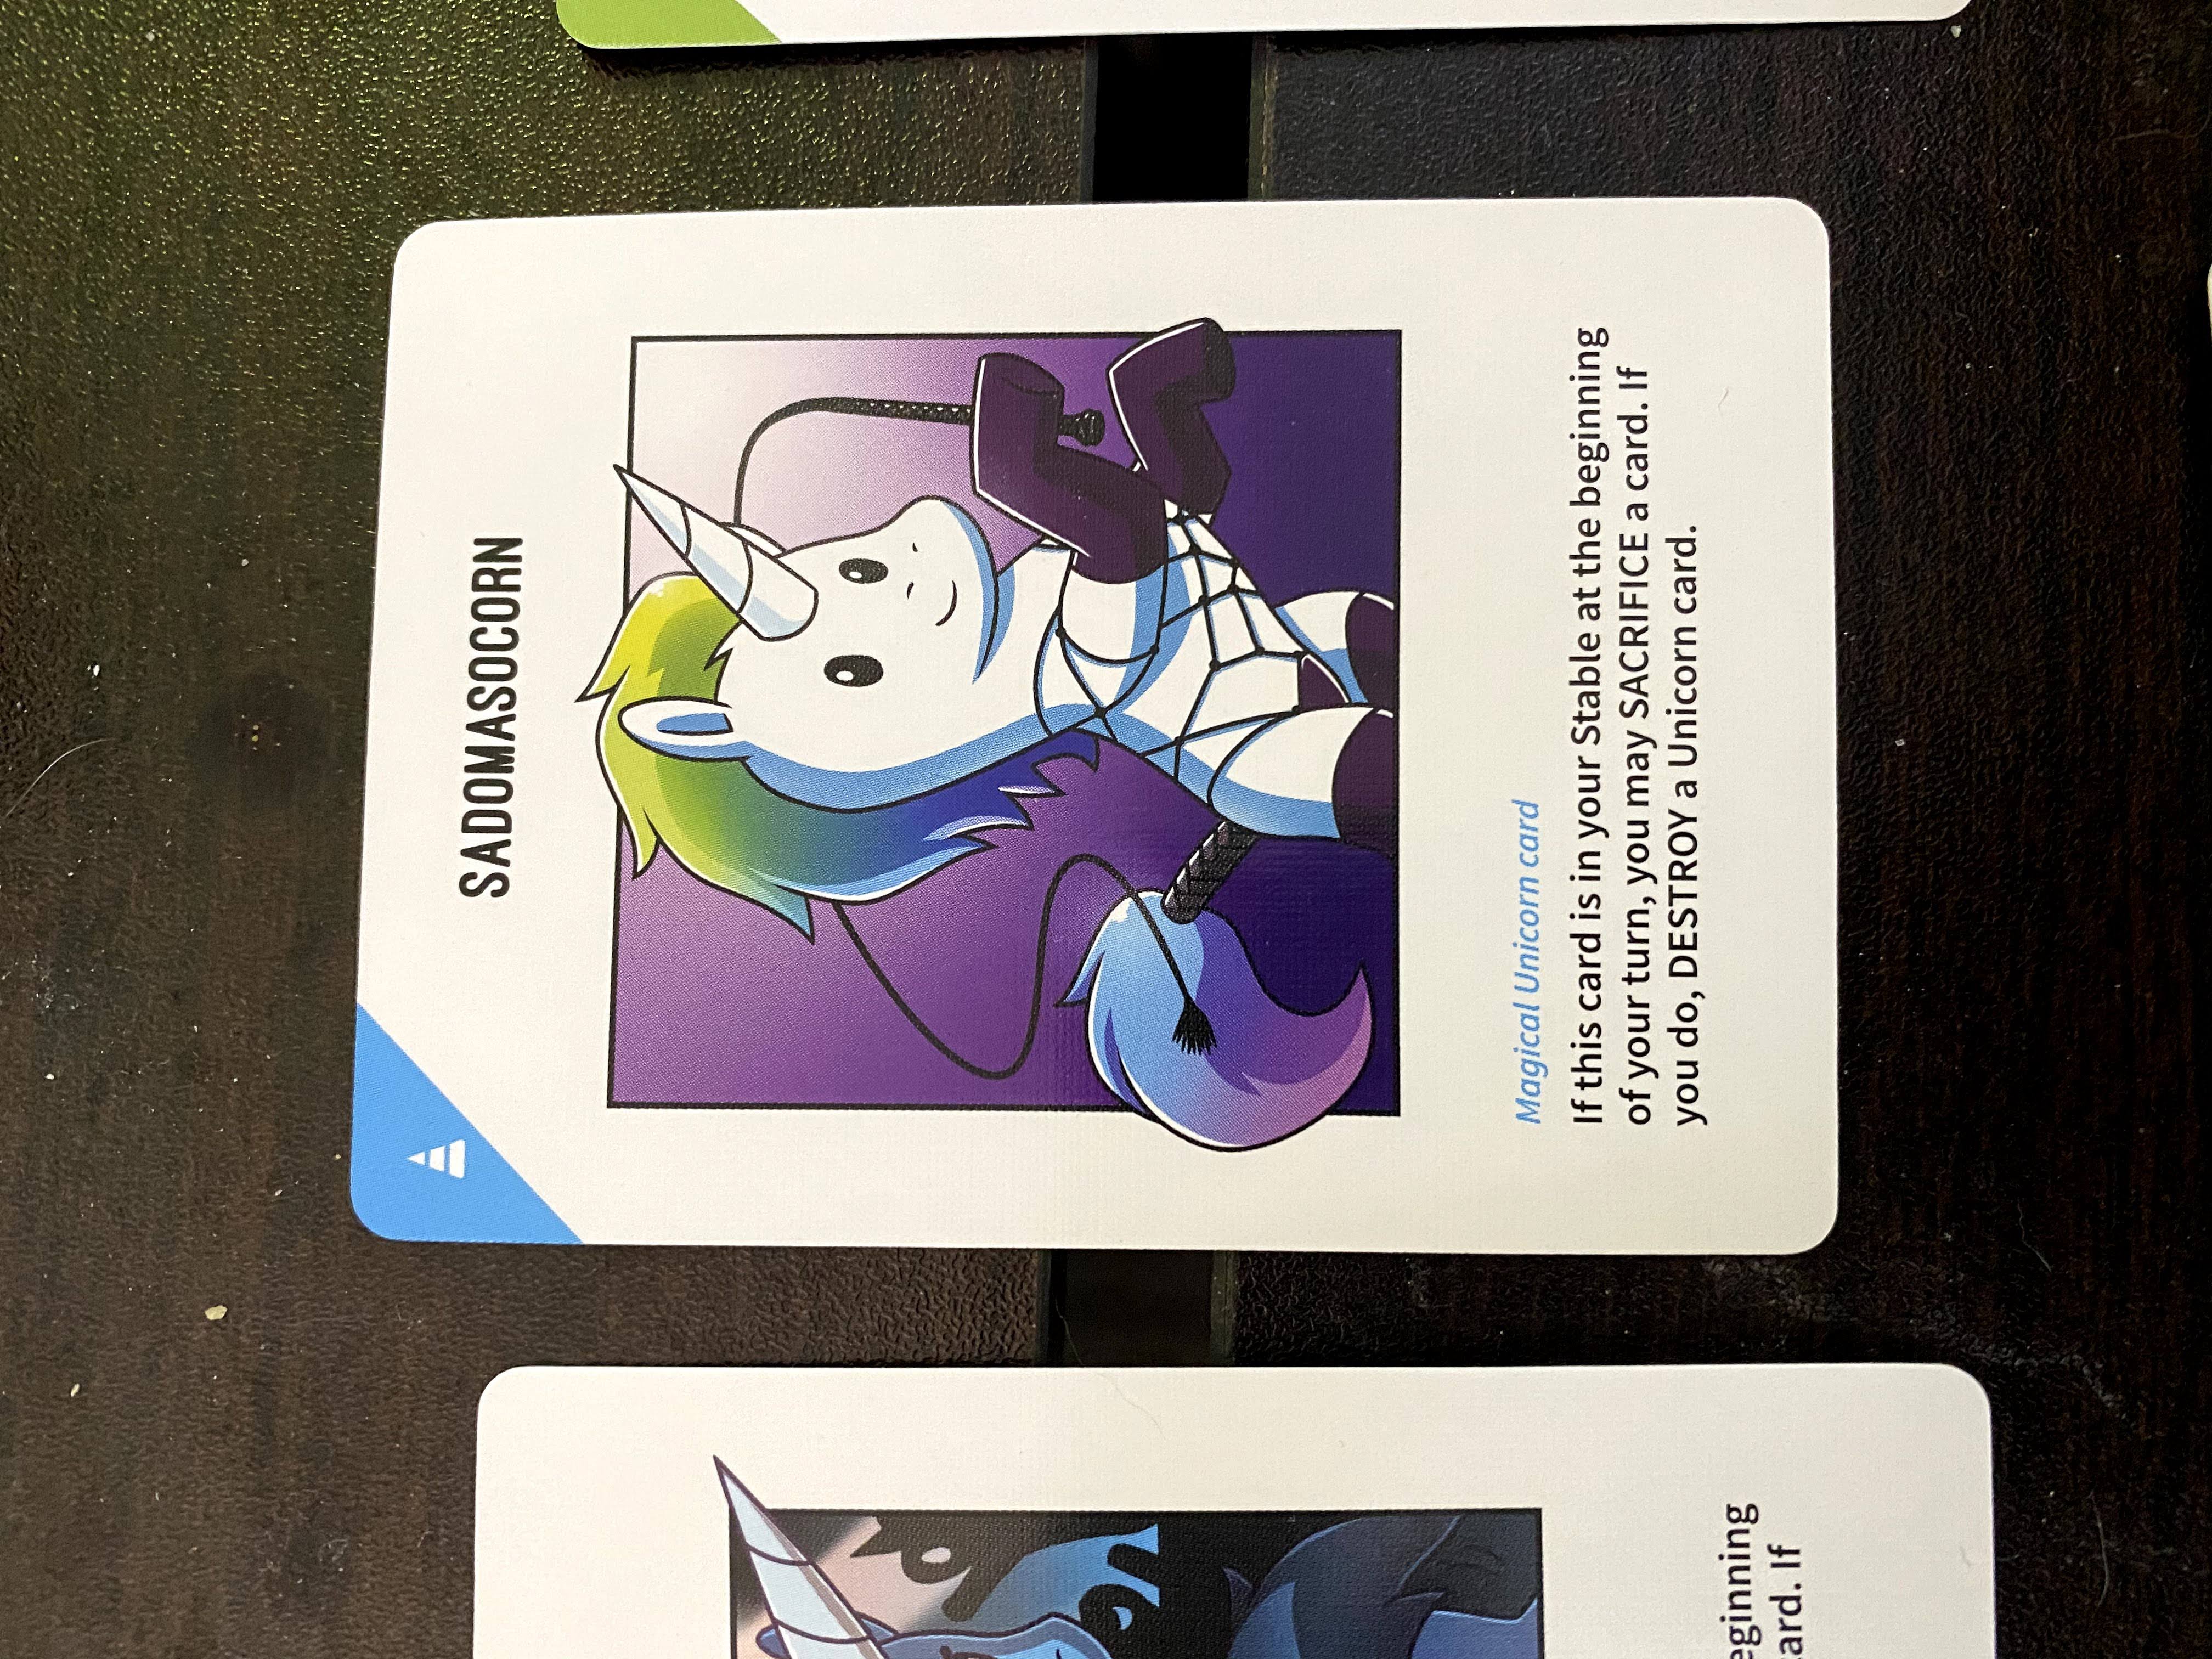 SADOMASOCORN
Magical Unicorn card
If this card is in your Stable at the beginning
of your turn, you may SACRIFICE a card. If
you do, DESTROY a Unicorn card.
eginning
ard. If